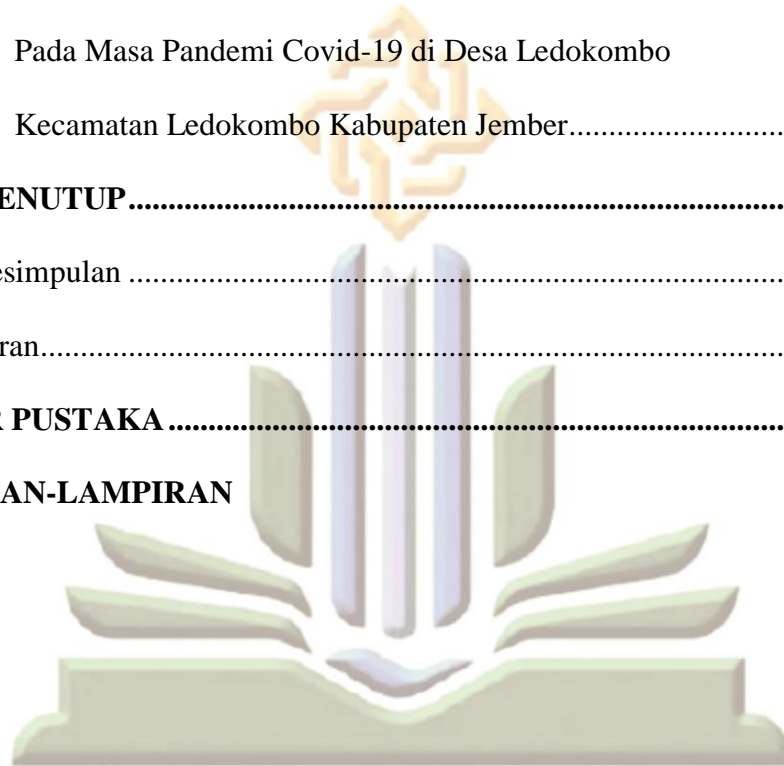 Pada Masa Pandemi Covid-19 di Desa Ledokombo
Kecamatan Ledokombo Kabupaten Jember.............................
ENUTUP....................................................................................
esimpulan ....................................................................................
ran................................................................................................
R PUSTAKA ...............................................................................
AN-LAMPIRAN